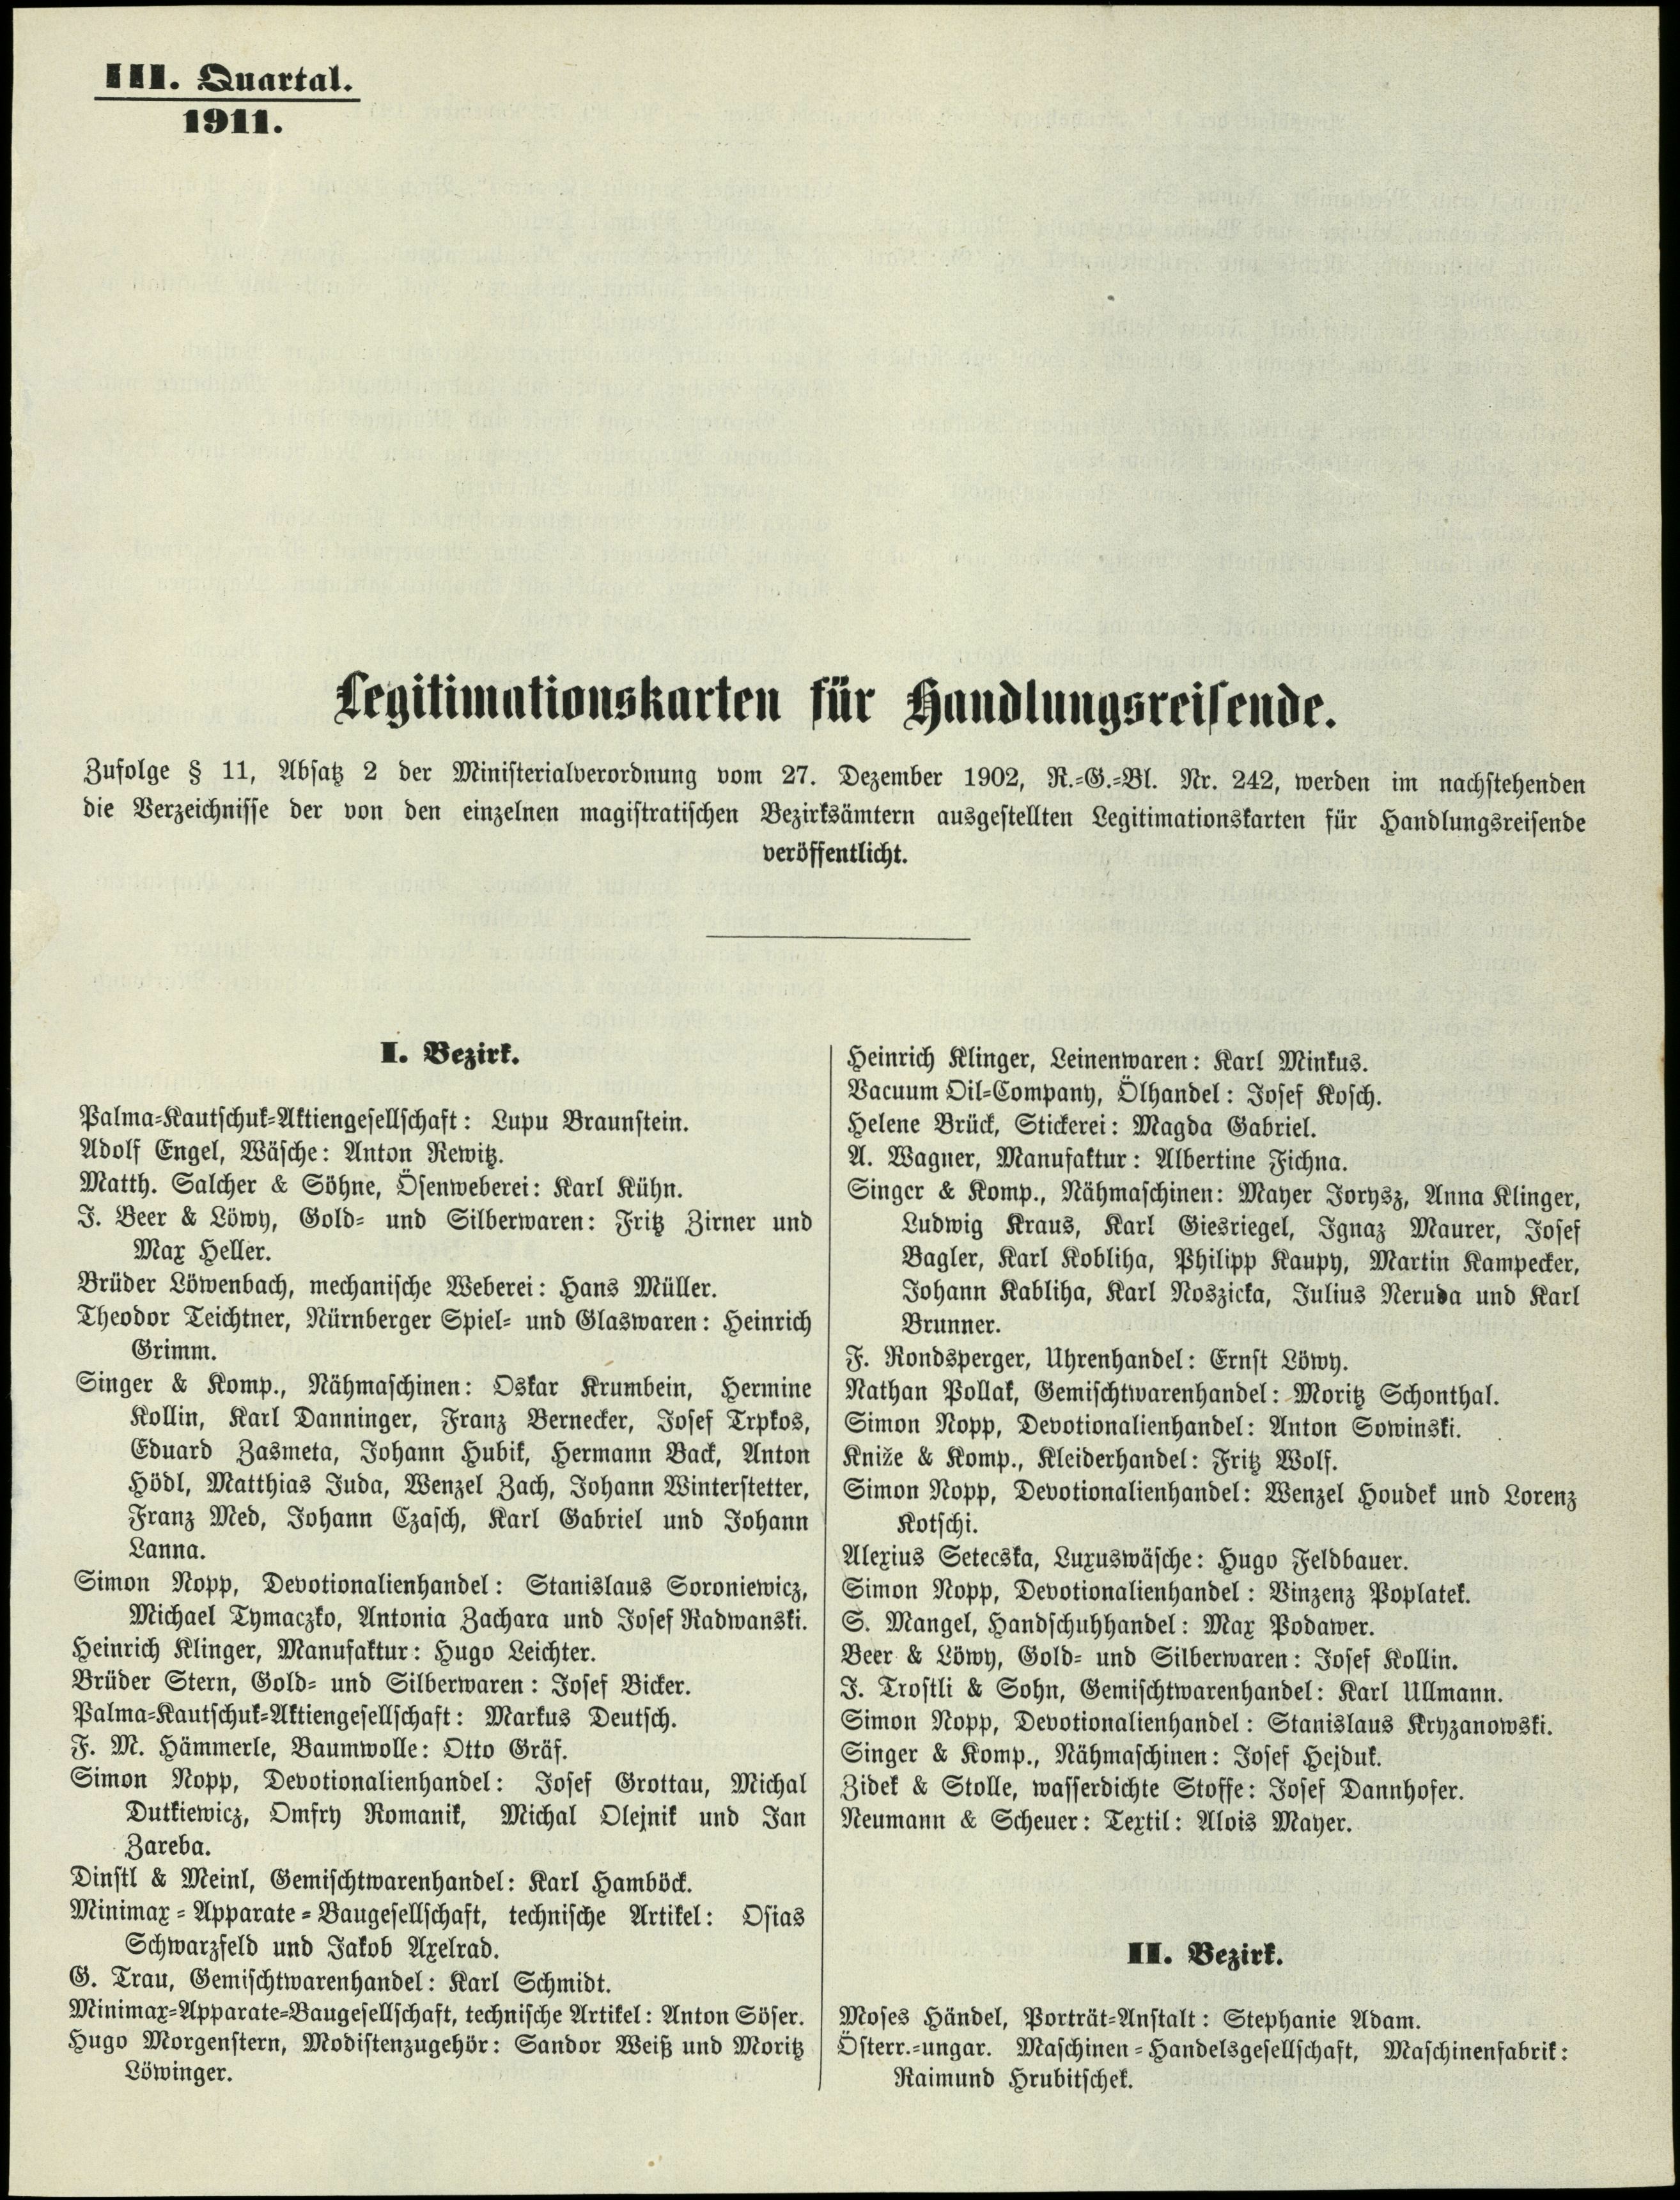 III. Quartal.
1911.
Legitimationskarten für Handlungsreisende.
Zufolge § 11, Absatz 2 der Ministerialverordnung vom 27. Dezember 1902, R.-G.-Bl. Nr. 242, werden im nachstehenden
die Verzeichnisse der von den einzelnen magistratischen Bezirksämtern ausgestellten Legitimationskarten für Handlungsreisende
veröffentlicht.
I. Bezirk.
Palma-Kautschuk-Aktiengesellschaft: Lupu Braunstein.
Adolf Engel, Wäsche: Anton Rewitz.
Matth. Salcher & Söhne, Ösenweberei: Karl Kühn.
J. Beer & Löwy, Gold- und Silberwaren: Fritz Zirner und
Max Heller.
Brüder Löwenbach, mechanische Weberei: Hans Müller.
Theodor Teichtner, Nürnberger Spiel- und Glaswaren: Heinrich
Grimm.
Singer & Komp., Nähmaschinen: Oskar Krumbein, Hermine
Kollin, Karl Danninger, Franz Bernecker, Josef Trpkos,
Eduard Zasmeta, Johann Hubik, Hermann Back, Anton
Hödl, Matthias Juda, Wenzel Zach, Johann Winterstetter,
Franz Med, Johann Czasch, Karl Gabriel und Johann
Lanna.
Simon Nopp, Devotionalienhandel: Stanislaus Soroniewicz,
Michael Tymaczko, Antonia Zachara und Josef Radwanski.
Heinrich Klinger, Manufaktur: Hugo Leichter.
Brüder Stern, Gold- und Silberwaren: Josef Bicker.
Palma-Kautschuk-Aktiengesellschaft: Markus Deutsch.
F. M. Hämmerle, Baumwolle: Otto Gräf.
Simon Nopp, Devotionalienhandel: Josef Grottau, Michal
Dutkiewicz, Omfry Romanik, Michal Olejnik und Jan
Zareba.
Dinstl & Meinl, Gemischtwarenhandel: Karl Hamböck.
Minimax-Apparate-Baugesellschaft, technische Artikel: Osias
Schwarzfeld und Jakob Axelrad.
G. Trau, Gemischtwarenhandel: Karl Schmidt.
Minimax-Apparate-Baugesellschaft, technische Artikel: Anton Söser.
Hugo Morgenstern, Modistenzugehör: Sandor Weiß und Moritz
Löwinger.
Heinrich Klinger, Leinenwaren: Karl Minkus.
Vacuum Oil-Company, Ölhandel: Josef Kosch.
Helene Brück, Stickerei: Magda Gabriel.
A. Wagner, Manufaktur: Albertine Fichna.
Singer & Komp., Nähmaschinen: Mayer Jorysz, Anna Klinger,
Ludwig Kraus, Karl Giesriegel, Ignaz Maurer, Josef
Bagler, Karl Kobliha, Philipp Kaupy, Martin Kampecker,
Johann Kabliha, Karl Noszicka, Julius Neruda und Karl
Brunner.
F. Rondsperger, Uhrenhandel: Ernst Löwy.
Nathan Pollak, Gemischtwarenhandel: Moritz Schonthal.
Simon Nopp, Devotionalienhandel: Anton Sowinski.
Kniže & Komp., Kleiderhandel: Fritz Wolf.
Simon Nopp, Devotionalienhandel: Wenzel Houdek und Lorenz
Kotschi.
Alexius Setecska, Luxuswäsche: Hugo Feldbauer.
Simon Nopp, Devotionalienhandel: Vinzenz Poplatek.
S. Mangel, Handschuhhandel: Max Podawer.
Beer & Löwy, Gold- und Silberwaren: Josef Kollin.
J. Trostli & Sohn, Gemischtwarenhandel: Karl Ullmann.
Simon Nopp, Devotionalienhandel: Stanislaus Kryzanowski.
Singer & Komp., Nähmaschinen: Josef Hejduk.
Zidek & Stolle, wasserdichte Stoffe: Josef Dannhofer.
Neumann & Scheuer: Textil: Alois Mayer.
II. Bezirk.
Moses Händel, Porträt-Anstalt: Stephanie Adam.
Österr.-ungar. Maschinen-Handelsgesellschaft, Maschinenfabrik:
Raimund Hrubitschek.